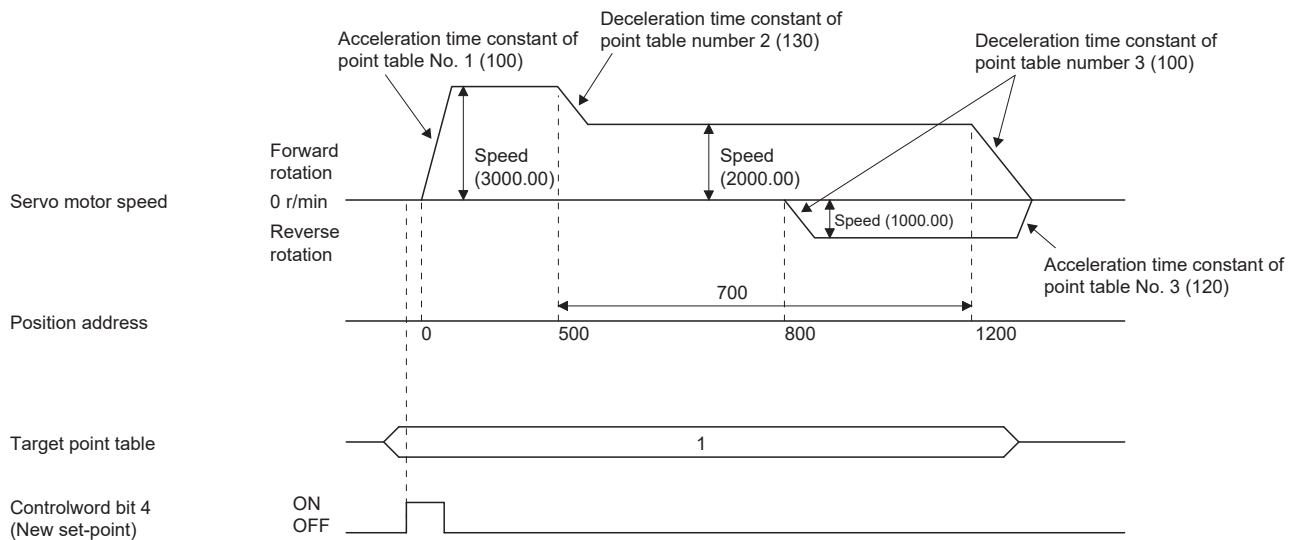 Deceleration time constant of
point table number 2 (130)
Acceleration time constant of
point table No. 1 (100)
Deceleration time constant of
point table number 3 (100)
Forward
rotation
Speed
(3000.00)
Speed
(2000.00)
Servo motor speed
0 r/min
Reverse
rotation
Speed (1000.00)
Acceleration time constant of
point table No. 3 (120)
700
Position address
0
500
800
1200
Target point table
1
Controlword bit 4
(New set-point)
ON
OFF